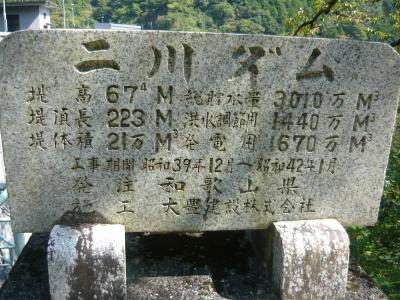 二川ダム
堤高 67.4M 総貯水量 3010万M³
堤頂長 223M 洪水調節用 1440万M³
堤体積 21万M³ 発電用 1670万M³
工事期間 昭和39年12月〜昭和42年1月
発注 和歌山県
施工 大豊建設株式会社